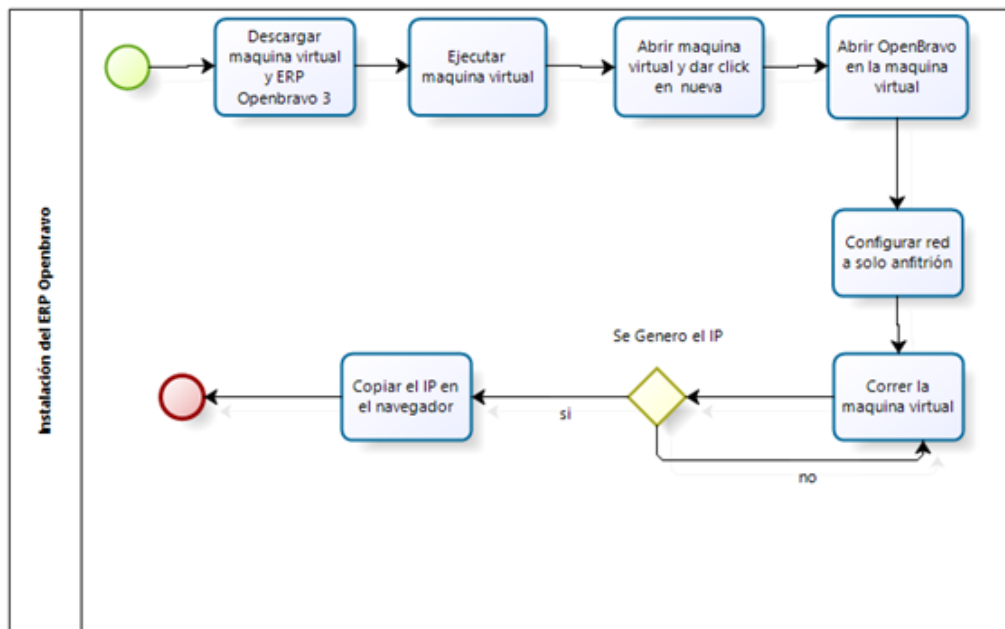 Instalación del ERP Openbravo
Descargar
maquina virtual
y ERP
Openbravo 3
Ejecutar
maquina virtual
Abrir maquina
virtual y dar click
en nueva
Abrir OpenBravo
en la maquina
virtual
Configurar red
a solo anfitrión
Correr la
maquina virtual
Se Genero el IP
no
si
Copiar el IP en
el navegador